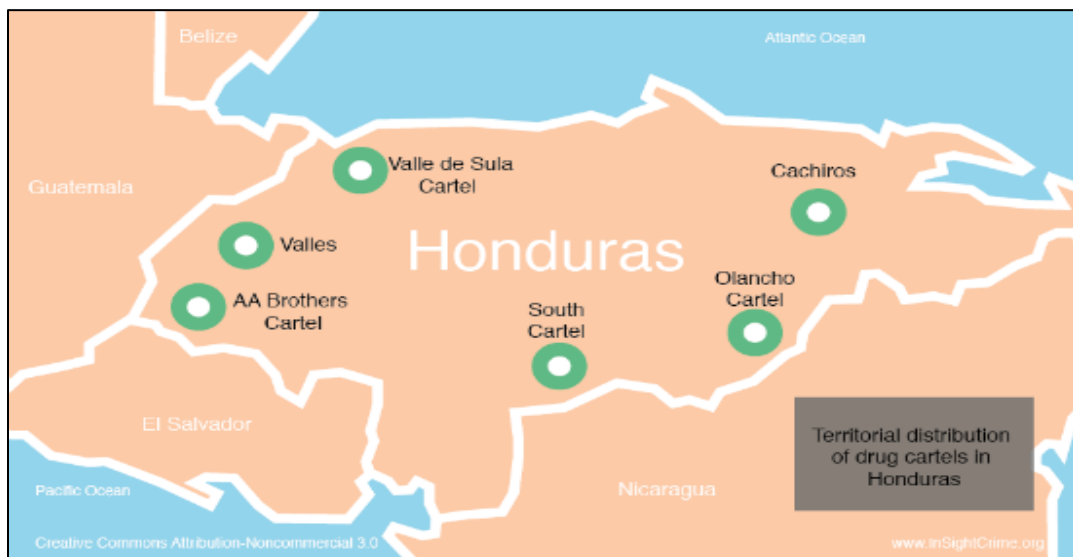 Belize
Atlantic Ocean
Valle de Sula
Cartel
Cachiros
Guatemala
Valles
Honduras
AA Brothers
Cartel
Olancho
Cartel
South
Cartel
El Salvador
Territorial distribution
of drug cartels in
Honduras
Pacific Ocean
Nicaragua
Creative Commons Attribution-Noncommercial 3.0
www.InSightCrime.org